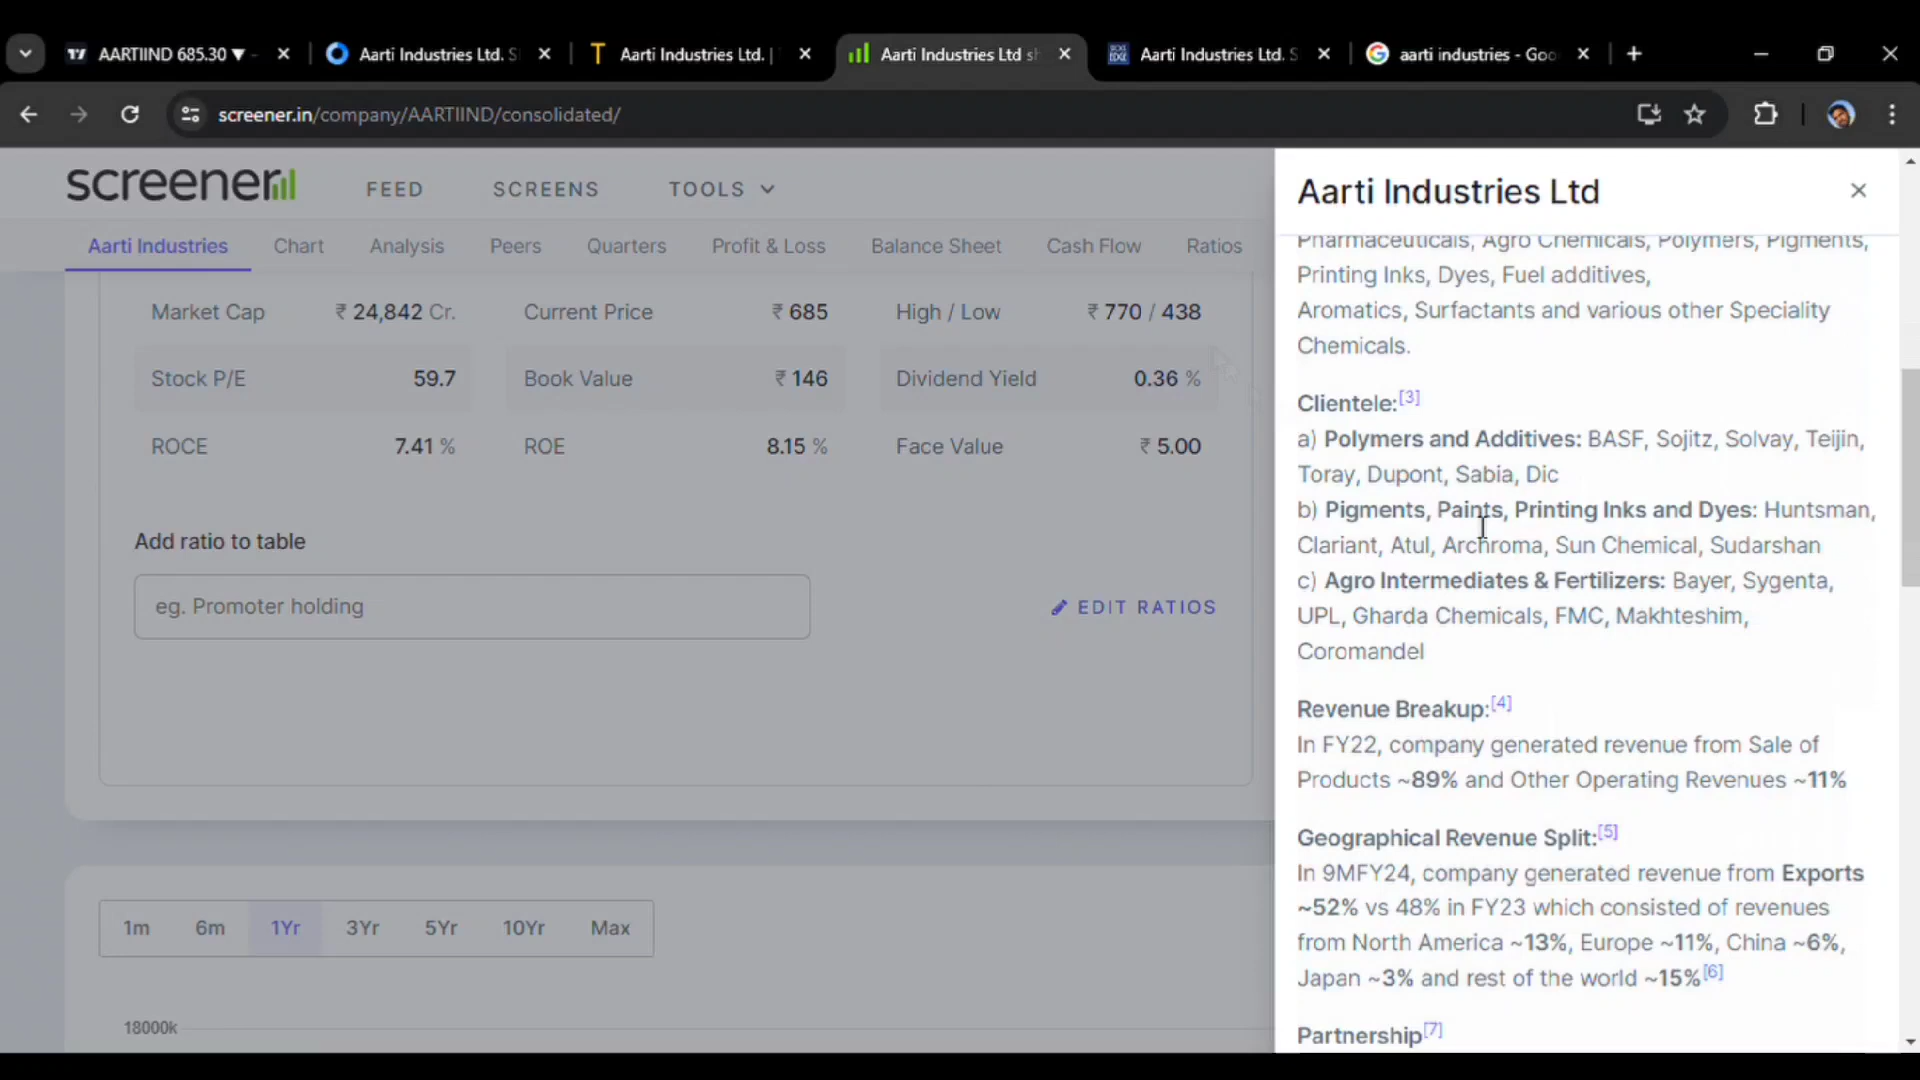 AARTIIND 685.30 ▼
Aarti Industries Ltd. S
Aarti Industries Ltd. |
Aarti Industries Ltd sh
Aarti Industries Ltd. S
aarti industries - Goo
screener.in/company/AARTIIND/consolidated/
screener
FEED
SCREENS
TOOLS
Aarti Industries
Chart
Analysis
Peers
Quarters
Profit & Loss
Balance Sheet
Cash Flow
Ratios
Market Cap ₹ 24,842 Cr.
Current Price ₹ 685
High / Low ₹ 770 / 438
Stock P/E 59.7
Book Value ₹ 146
Dividend Yield 0.36 %
ROCE 7.41 %
ROE 8.15 %
Face Value ₹ 5.00
Add ratio to table
eg. Promoter holding
EDIT RATIOS
1m 6m 1Yr 3Yr 5Yr 10Yr Max
18000k
Aarti Industries Ltd
Pharmaceuticals, Agro Chemicals, Polymers, Pigments,
Printing Inks, Dyes, Fuel additives,
Aromatics, Surfactants and various other Speciality
Chemicals.
Clientele:[3]
a) Polymers and Additives: BASF, Sojitz, Solvay, Teijin,
Toray, Dupont, Sabia, Dic
b) Pigments, Paints, Printing Inks and Dyes: Huntsman,
Clariant, Atul, Archroma, Sun Chemical, Sudarshan
c) Agro Intermediates & Fertilizers: Bayer, Sygenta,
UPL, Gharda Chemicals, FMC, Makhteshim,
Coromandel
Revenue Breakup:[4]
In FY22, company generated revenue from Sale of
Products ~89% and Other Operating Revenues ~11%
Geographical Revenue Split:[5]
In 9MFY24, company generated revenue from Exports
~52% vs 48% in FY23 which consisted of revenues
from North America ~13%, Europe ~11%, China ~6%,
Japan ~3% and rest of the world ~15%[6]
Partnership[7]